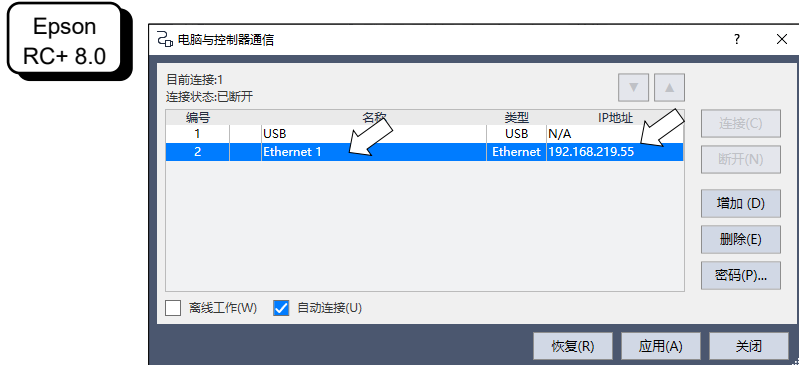 Epson
RC+ 8.0
电脑与控制器通信
?
目前连接:1
连接状态:已断开
▼ ▲
编号 名称 类型 IP地址
1 USB USB N/A
2 Ethernet 1 Ethernet 192.168.219.55
连接(C)
断开(N)
增加 (D)
删除(E)
密码(P)...
离线工作(W) 自动连接(U)
恢复(R) 应用(A) 关闭